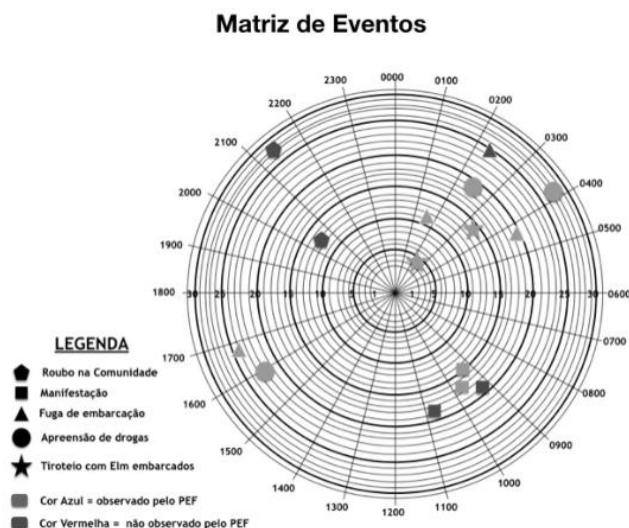 Matriz de Eventos
0000
2300
0100
2200
0200
2100
0300
2000
0400
1900
0500
1800
30 25 20 15 10 5 1 1 5 10 15 20 25 30
0600
1700
0700
1600
0800
1500
0900
1400
1000
1300
1200
1100
LEGENDA
Roubo na Comunidade
Manifestação
Fuga de embarcação
Apreensão de drogas
Tiroteio com Elm embarcados
Cor Azul = observado pelo PEF
Cor Vermelha = não observado pelo PEF